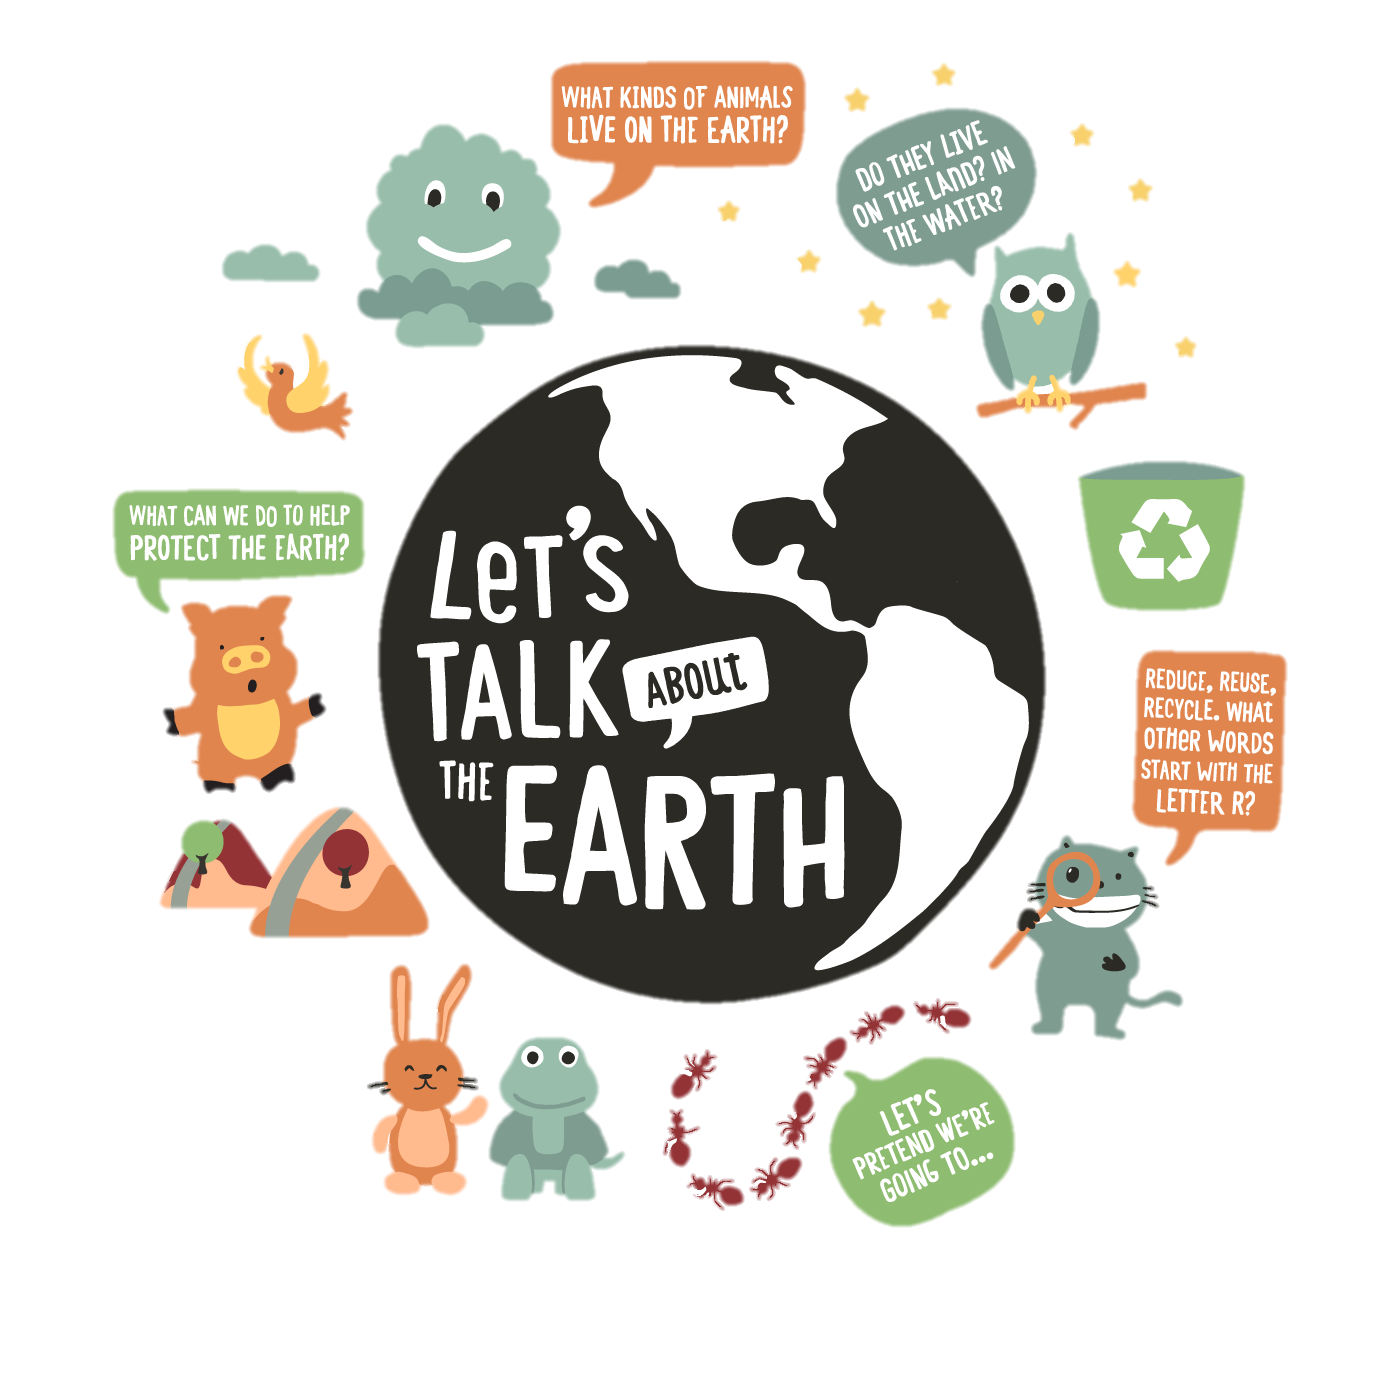 WHAT KINDS OF ANIMALS
LIVE ON THE EARTH?
DO THEY LIVE
ON THE LAND? IN
THE WATER?
WHAT CAN WE DO TO HELP
PROTECT THE EARTH?
LeT'S
TALK ABOUt
THE EARTH
REDUCE, REUSE,
RECYCLE. WHAT
OTHeR WORDS
START WITH THE
LETTER R?
LET'S
PRETEND WE'RE
GOING TO...